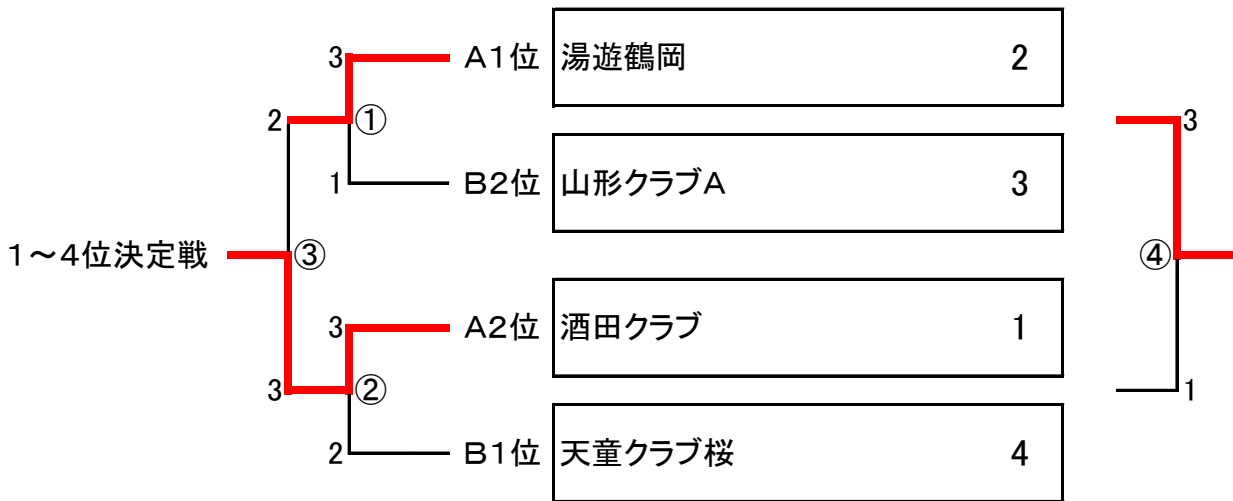 3 A1位 湯遊鶴岡 2
2 ① 3
1 B2位 山形クラブA 3
1～4位決定戦 ③ ④
3 A2位 酒田クラブ 1
3 ② 1
2 B1位 天童クラブ桜 4